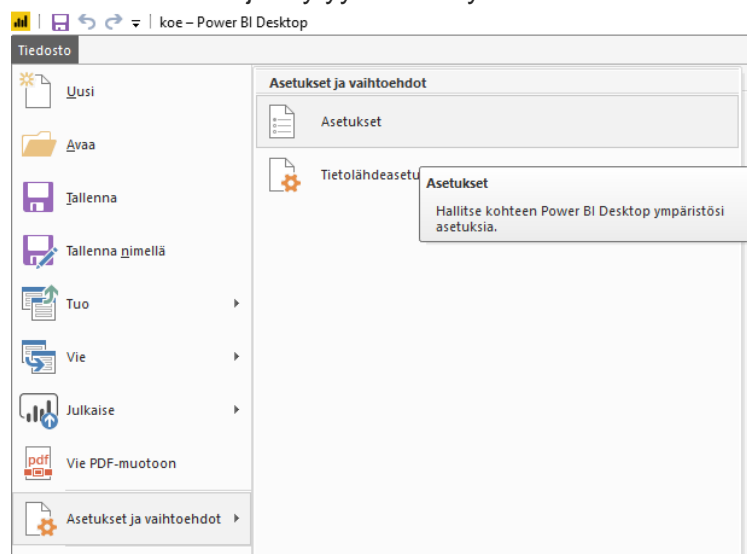 koe – Power BI Desktop
Tiedosto
Uusi
Avaa
Tallenna
Tallenna nimellä
Tuo
Vie
Julkaise
pdf
Vie PDF-muotoon
Asetukset ja vaihtoehdot
Asetukset ja vaihtoehdot
Asetukset
Tietolähdeasetu
Asetukset
Hallitse kohteen Power BI Desktop ympäristösi
asetuksia.